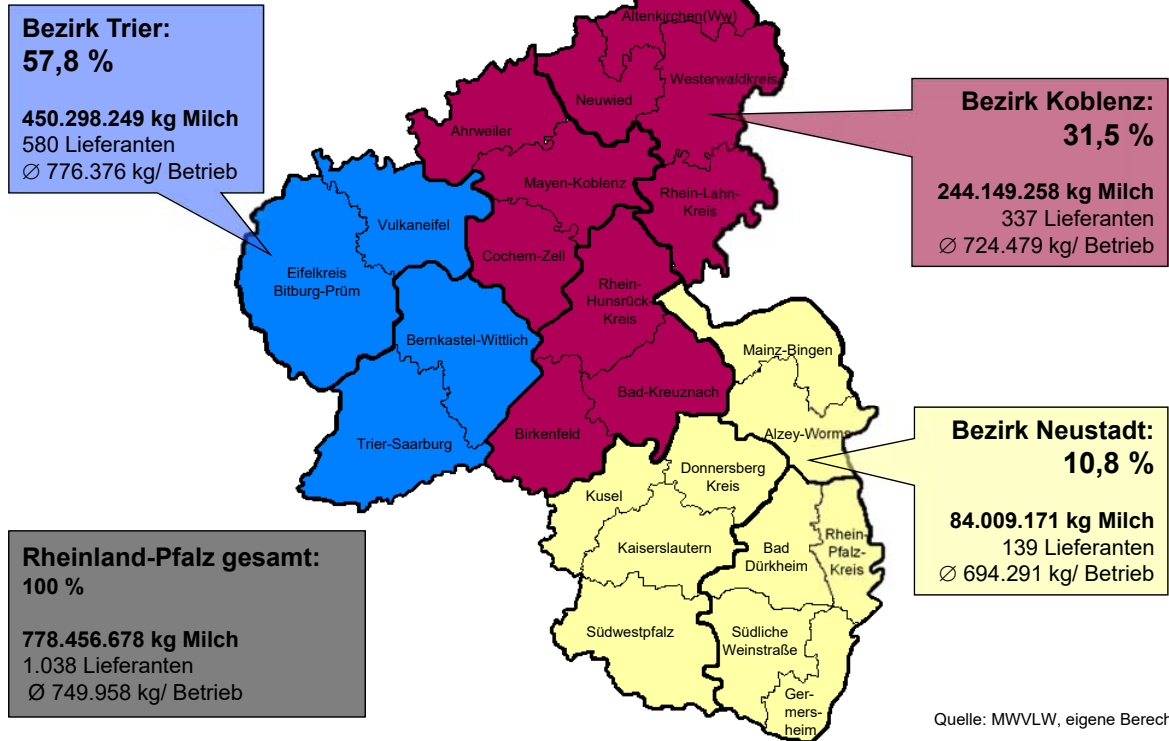 Bezirk Trier:
57,8 %
450.298.249 kg Milch
580 Lieferanten
∅ 776.376 kg/ Betrieb
Altenkirchen(Ww)
Westerwaldkreis
Neuwied
Ahrweiler
Mayen-Koblenz
Rhein-Lahn-
Kreis
Vulkaneifel
Cochem-Zell
Eifelkreis
Bitburg-Prüm
Rhein-
Hunsrück-
Kreis
Bernkastel-Wittlich
Bad-Kreuznach
Birkenfeld
Trier-Saarburg
Bezirk Koblenz:
31,5 %
244.149.258 kg Milch
337 Lieferanten
∅ 724.479 kg/ Betrieb
Mainz-Bingen
Alzey-Worms
Donnersberg
Kreis
Kusel
Kaiserslautern
Bad
Dürkheim
Rhein-
Pfalz-
Kreis
Südwestpfalz
Südliche
Weinstraße
Ger-
mers-
heim
Bezirk Neustadt:
10,8 %
84.009.171 kg Milch
139 Lieferanten
∅ 694.291 kg/ Betrieb
Rheinland-Pfalz gesamt:
100 %
778.456.678 kg Milch
1.038 Lieferanten
Ø 749.958 kg/ Betrieb
Quelle: MWVLW, eigene Berech